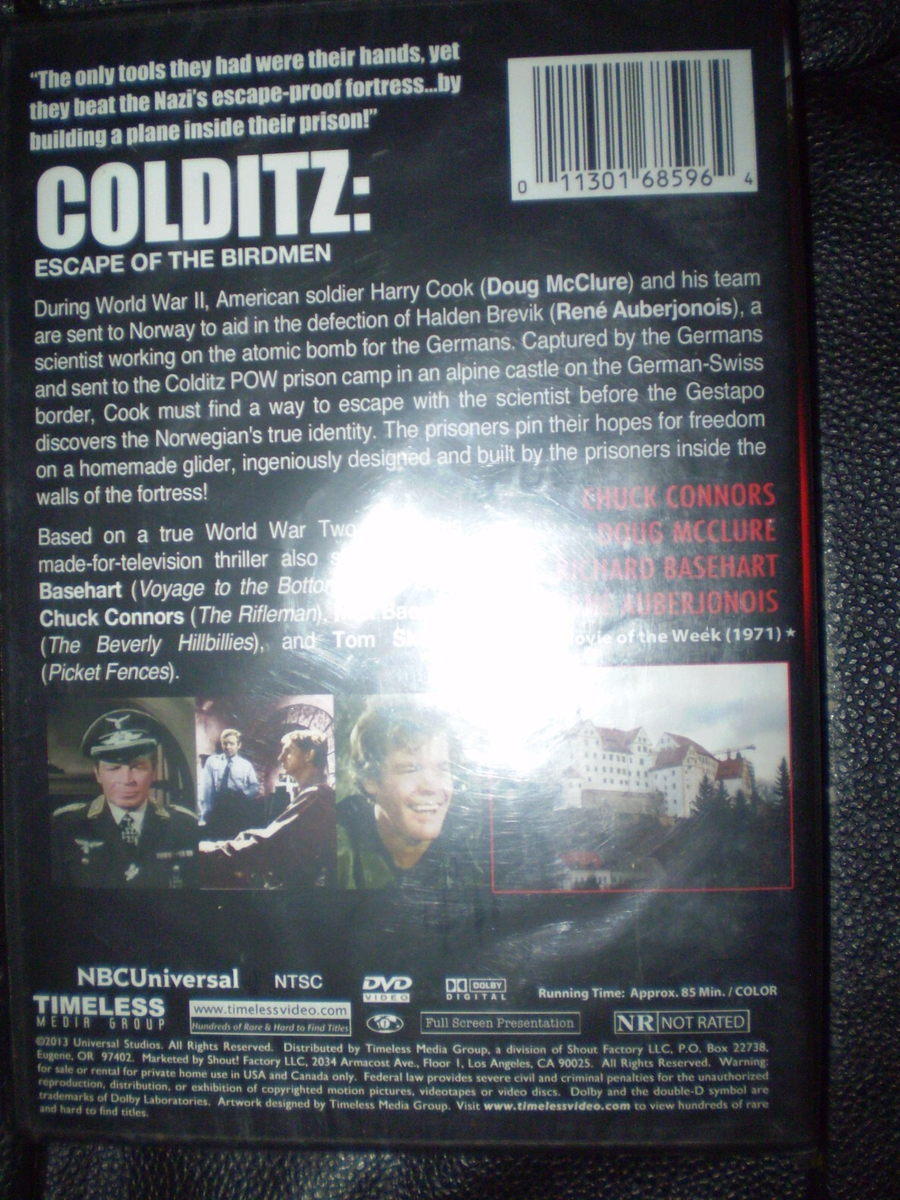 “The only tools they had were their hands, yet
they beat the Nazi’s escape-proof fortress...by
building a plane inside their prison!”
0 11301 68596 4
COLDITZ:
ESCAPE OF THE BIRDMEN
During World War II, American soldier Harry Cook (Doug McClure) and his team
are sent to Norway to aid in the defection of Halden Brevik (René Auberjonois), a
scientist working on the atomic bomb for the Germans. Captured by the Germans
and sent to the Colditz POW prison camp in an alpine castle on the German-Swiss
border, Cook must find a way to escape with the scientist before the Gestapo
discovers the Norwegian's true identity. The prisoners pin their hopes for freedom
on a homemade glider, ingeniously designed and built by the prisoners inside the
walls of the fortress!
Based on a true World War Two
made-for-television thriller also
Basehart (Voyage to the
Chuck Connors (The Rifleman),
(The Beverly Hillbillies), and Tom
(Picket Fences).
CHUCK CONNORS
DOUG MCCLURE
RICHARD BASEHART
AUBERJONOIS
Movie of the Week (1971) ★
NBCUniversal
NTSC
DVD
VIDEO
DOLBY
DIGITAL
Running Time: Approx. 85 Min. / COLOR
TIMELESS
MEDIA GROUP
www.timelessvideo.com
Hundreds of Rare & Hard to Find Titles
Full Screen Presentation
NR NOT RATED
©2013 Universal Studios. All Rights Reserved. Distributed by Timeless Media Group, a division of Shout Factory LLC, P.O. Box 22738,
Eugene, OR 97402. Marketed by Shout! Factory LLC, 2034 Armacost Ave., Floor 1, Los Angeles, CA 90025. All Rights Reserved. Warning:
for sale or rental for private home use in USA and Canada only. Federal law provides severe civil and criminal penalties for the unauthorized
reproduction, distribution, or exhibition of copyrighted motion pictures, videotapes or video discs. Dolby and the double-D symbol are
trademarks of Dolby Laboratories. Artwork designed by Timeless Media Group. Visit www.timelessvideo.com to view hundreds of rare
and hard to find titles.